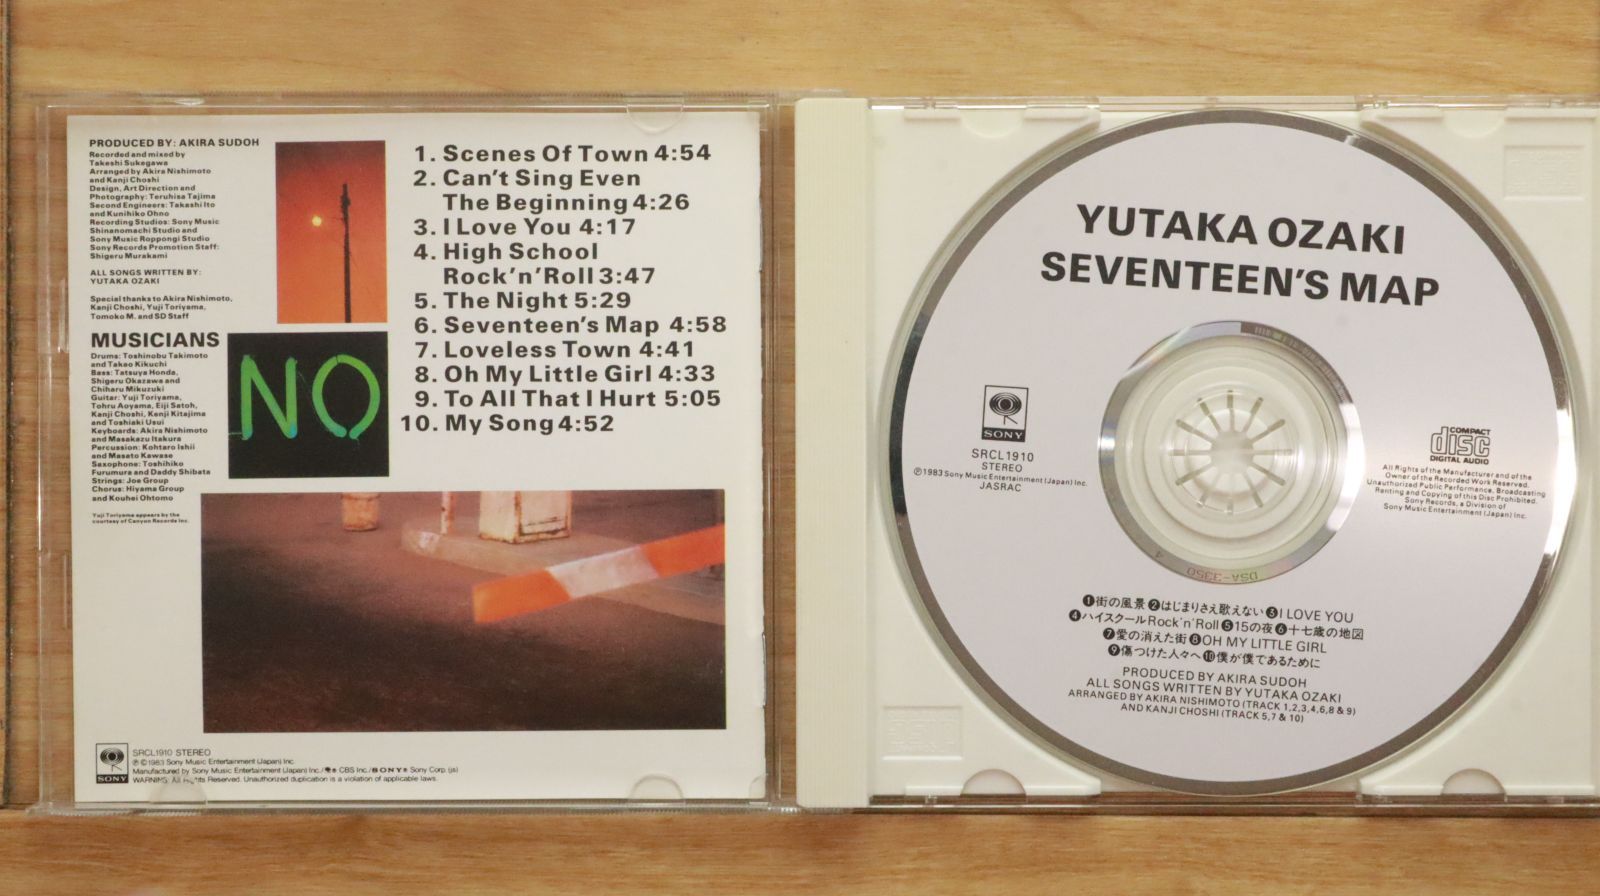 PRODUCED BY: AKIRA SUDOH
Recorded and mixed by
Takeshi Sukegawa
Arranged by Akira Nishimoto
and Kanji Choshi
Design, Art Direction and
Photography: Teruhisa Tajima
Second Engineers: Takashi Ito
and Kunihiko Ohno
Recording Studios: Sony Music
Shinanomachi Studio and
Sony Music Roppongi Studio
Sony Records Promotion Staff:
Shigeru Murakami
ALL SONGS WRITTEN BY:
YUTAKA OZAKI
Special thanks to Akira Nishimoto,
Kanji Choshi, Yuji Toriyama,
Tomoko M. and SD Staff
MUSICIANS
Drums: Toshinobu Takimoto
and Takao Kikuchi
Bass: Tatsuya Honda,
Shigeru Okazawa and
Chiharu Mikuzuki
Guitar: Yuji Toriyama,
Tohru Aoyama, Eiji Satoh,
Kanji Choshi, Kenji Kitajima
and Toshiaki Usui
Keyboards: Akira Nishimoto
and Masakazu Itakura
Percussion: Kohtaro Ishii
and Masato Kawase
Saxophone: Toshihiko
Furumura and Daddy Shibata
Strings: Joe Group
Chorus: Hiyama Group
and Kouhei Ohtomo
Yuji Toriyama appears by the
courtesy of Canyon Records Inc.
NO
1. Scenes Of Town 4:54
2. Can't Sing Even
The Beginning 4:26
3. I Love You 4:17
4. High School
Rock'n'Roll 3:47
5. The Night 5:29
6. Seventeen's Map 4:58
7. Loveless Town 4:41
8. Oh My Little Girl 4:33
9. To All That I Hurt 5:05
10. My Song 4:52
SONY
SRCL1910 STEREO
℗©1983 Sony Music Entertainment (Japan) Inc.
Manufactured by Sony Music Entertainment (Japan) Inc./ CBS Inc./SONY® Sony Corp. (js)
WARNING: All Rights Reserved. Unauthorized duplication is a violation of applicable laws.
YUTAKA OZAKI
SEVENTEEN'S MAP
SONY
SRCL1910
STEREO
℗1983 Sony Music Entertainment (Japan) Inc.
JASRAC
COMPACT
disc
DIGITAL AUDIO
All Rights of the Manufacturer and of the
Owner of the Recorded Work Reserved.
Unauthorized Public Performance, Broadcasting
Renting and Copying of this Disc Prohibited.
Sony Records, a Division of
Sony Music Entertainment (Japan) Inc.
DSA-3350
4
❶街の風景❷はじまりさえ歌えない❸I LOVE YOU
❹ハイスクールRock'n'Roll❺15の夜❻十七歳の地図
❼愛の消えた街❽OH MY LITTLE GIRL
❾傷つけた人々へ❿僕が僕であるために
PRODUCED BY AKIRA SUDOH
ALL SONGS WRITTEN BY YUTAKA OZAKI
ARRANGED BY AKIRA NISHIMOTO (TRACK 1,2,3,4,6,8 & 9)
AND KANJI CHOSHI (TRACK 5,7 & 10)